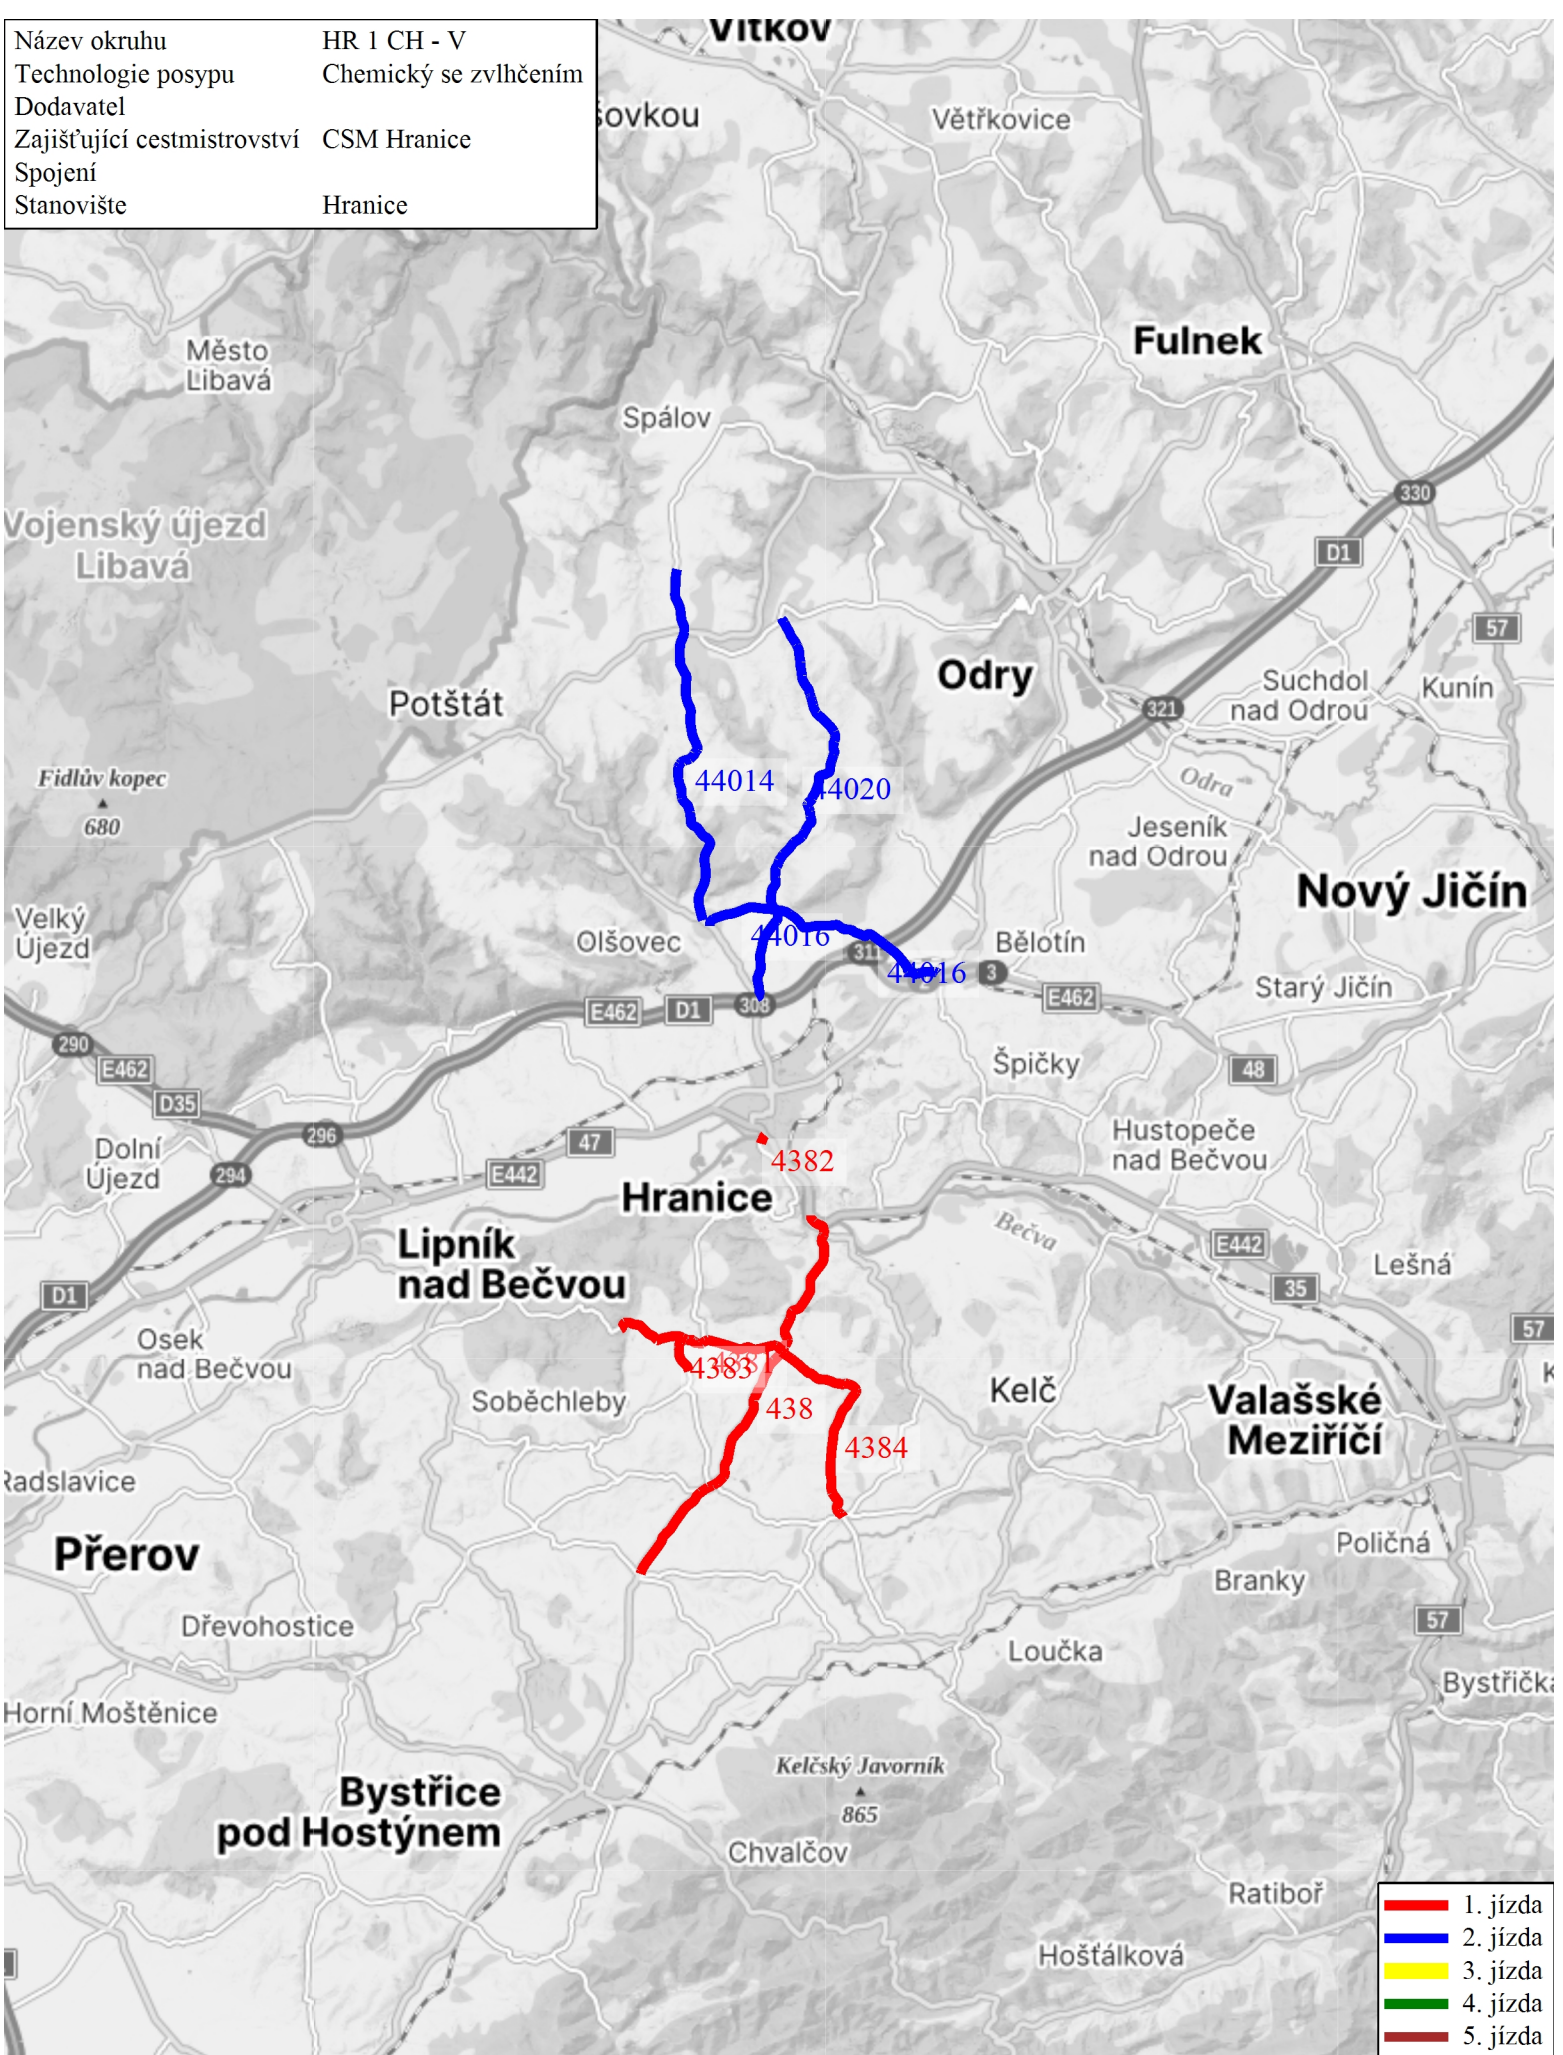 Název okruhu HR 1 CH - V
Technologie posypu Chemický se zvlhčením
Dodavatel
Zajišťující cestmistrovství CSM Hranice
Spojení
Stanoviště Hranice
Vítkov
šovkou
Větřkovice
Město
Libavá
Fulnek
Spálov
330
Vojenský újezd
Libavá
D1
57
Odry
Suchdol
nad Odrou
Kunín
Potštát
321
Fidlův kopec
680
44014
44020
Odra
Jeseník
nad Odrou
Nový Jičín
Velký
Újezd
Olšovec
44016
311
Bělotín
44016
3
Starý Jičín
E462
E462
D1
308
290
E462
Špičky
48
D35
296
47
Hustopeče
nad Bečvou
Dolní
Újezd
294
E442
4382
Hranice
Bečva
E442
Lipník
nad Bečvou
Lešná
35
D1
57
Osek
nad Bečvou
4381
4383
Soběchleby
438
Kelč
Valašské
Meziříčí
4384
Radslavice
Přerov
Poličná
Branky
Dřevohostice
57
Loučka
Bystřička
Horní Moštěnice
Kelčský Javorník
865
Bystřice
pod Hostýnem
Chvalčov
Ratiboř
Hošťálková
1. jízda
2. jízda
3. jízda
4. jízda
5. jízda